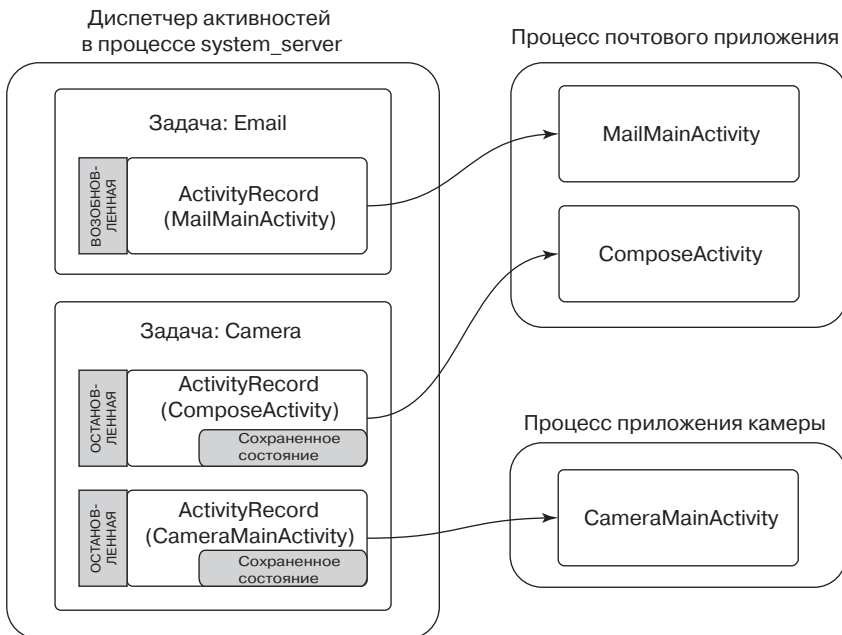 Диспетчер активностей
в процессе system_server
Задача: Email
ВОЗОБНОВ-
ЛЕННАЯ
ActivityRecord
(MailMainActivity)
Задача: Camera
ОСТАНОВ-
ЛЕННАЯ
ActivityRecord
(ComposeActivity)
Сохраненное
состояние
ОСТАНОВ-
ЛЕННАЯ
ActivityRecord
(CameraMainActivity)
Сохраненное
состояние
Процесс почтового приложения
MailMainActivity
ComposeActivity
Процесс приложения камеры
CameraMainActivity